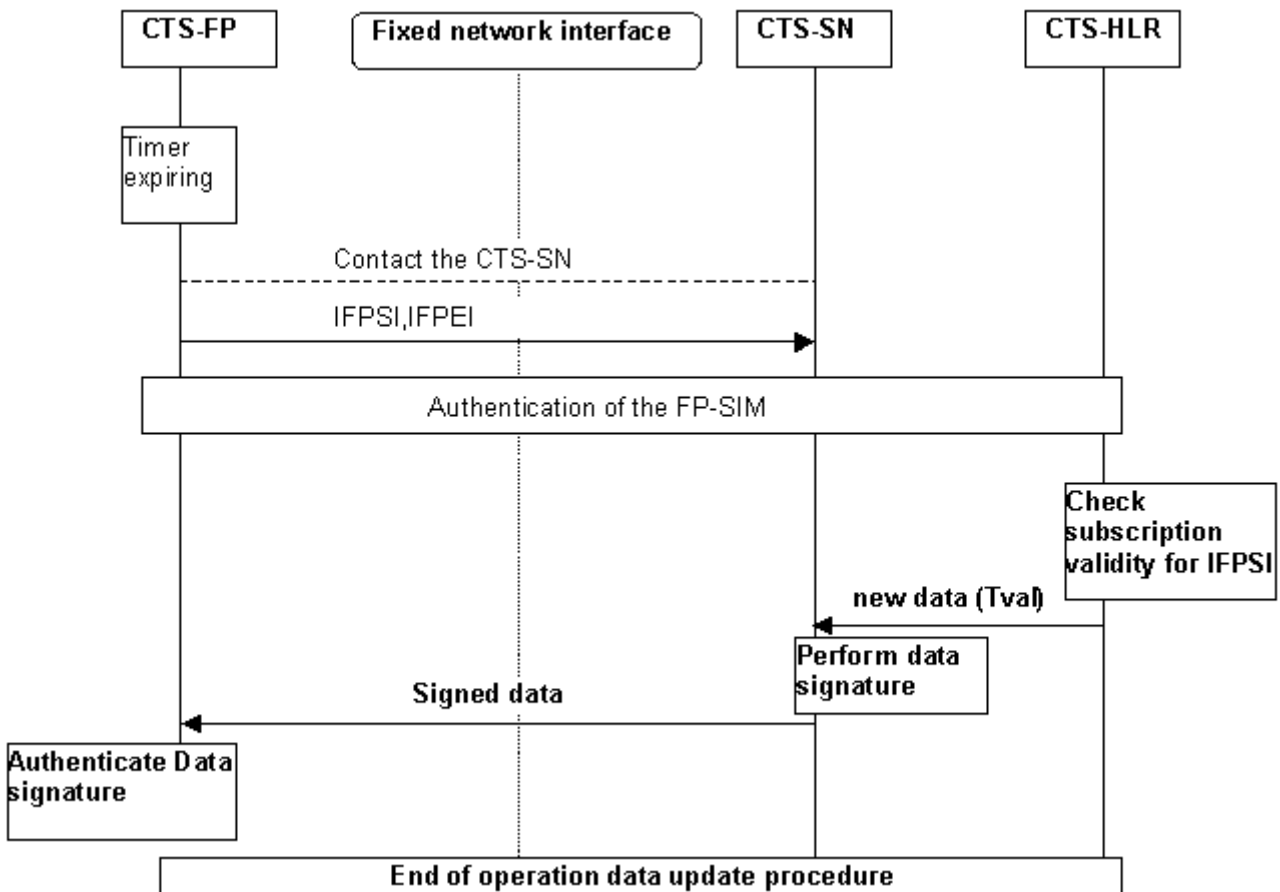 CTS-FP
Fixed network interface
CTS-SN
CTS-HLR
Timer
expiring
Contact the CTS-SN
IFPSI,IFPEI
Authentication of the FP-SIM
Check
subscription
validity for IFPSI
new data (Tval)
Perform data
signature
Signed data
Authenticate Data
signature
End of operation data update procedure